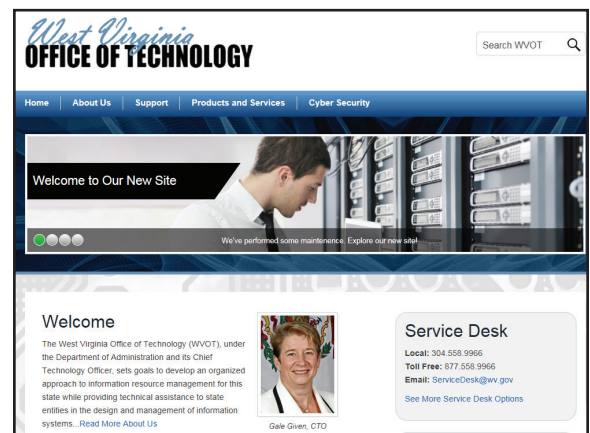 West Virginia
OFFICE OF TECHNOLOGY
Search WVOT
Home About Us Support Products and Services Cyber Security
Welcome to Our New Site
We've performed some maintenence. Explore our new site!
Welcome
The West Virginia Office of Technology (WVOT), under
the Department of Administration and its Chief
Technology Officer, sets goals to develop an organized
approach to information resource management for this
state while providing technical assistance to state
entities in the design and management of information
systems...Read More About Us
Gale Given, CTO
Service Desk
Local: 304.558.9966
Toll Free: 877.558.9966
Email: ServiceDesk@wv.gov
See More Service Desk Options